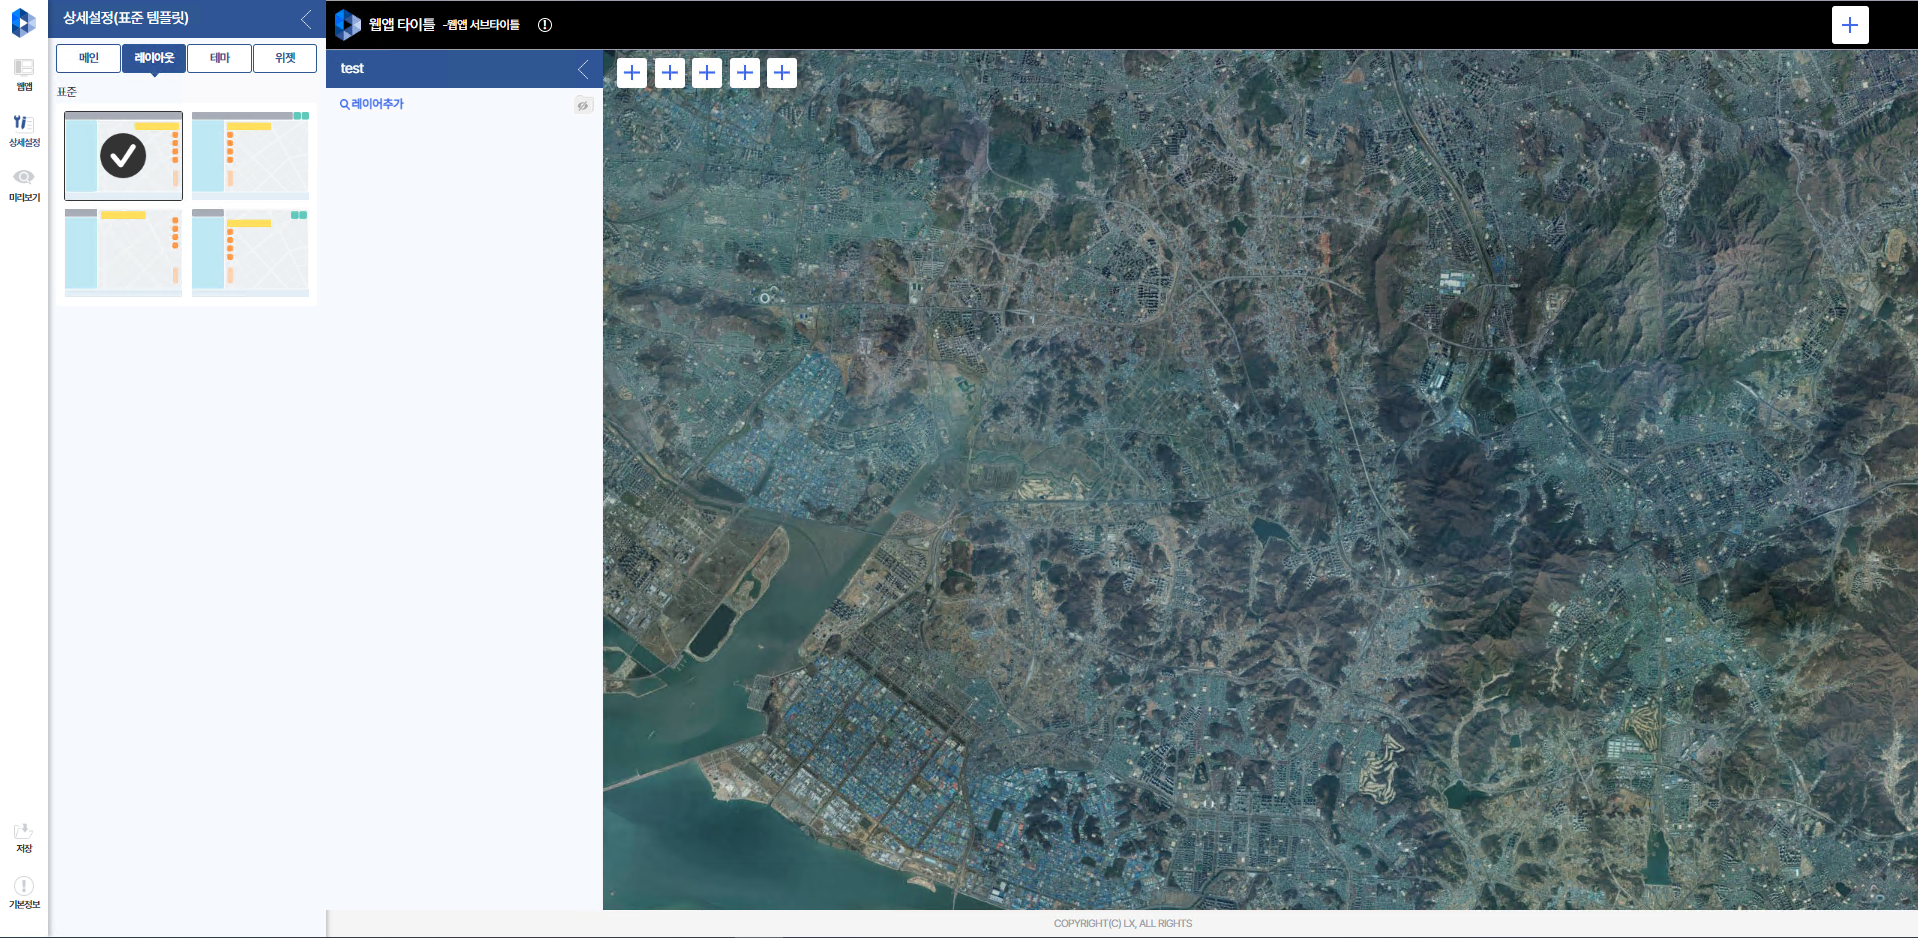 상세설정(표준 템플릿)
메인
레이아웃
테마
위젯
표준
웹앱
상세설정
미리보기
저장
기본정보
웹앱 타이틀 -웹앱 서브타이틀
test
레이어추가
COPYRIGHT(C) LX, ALL RIGHTS